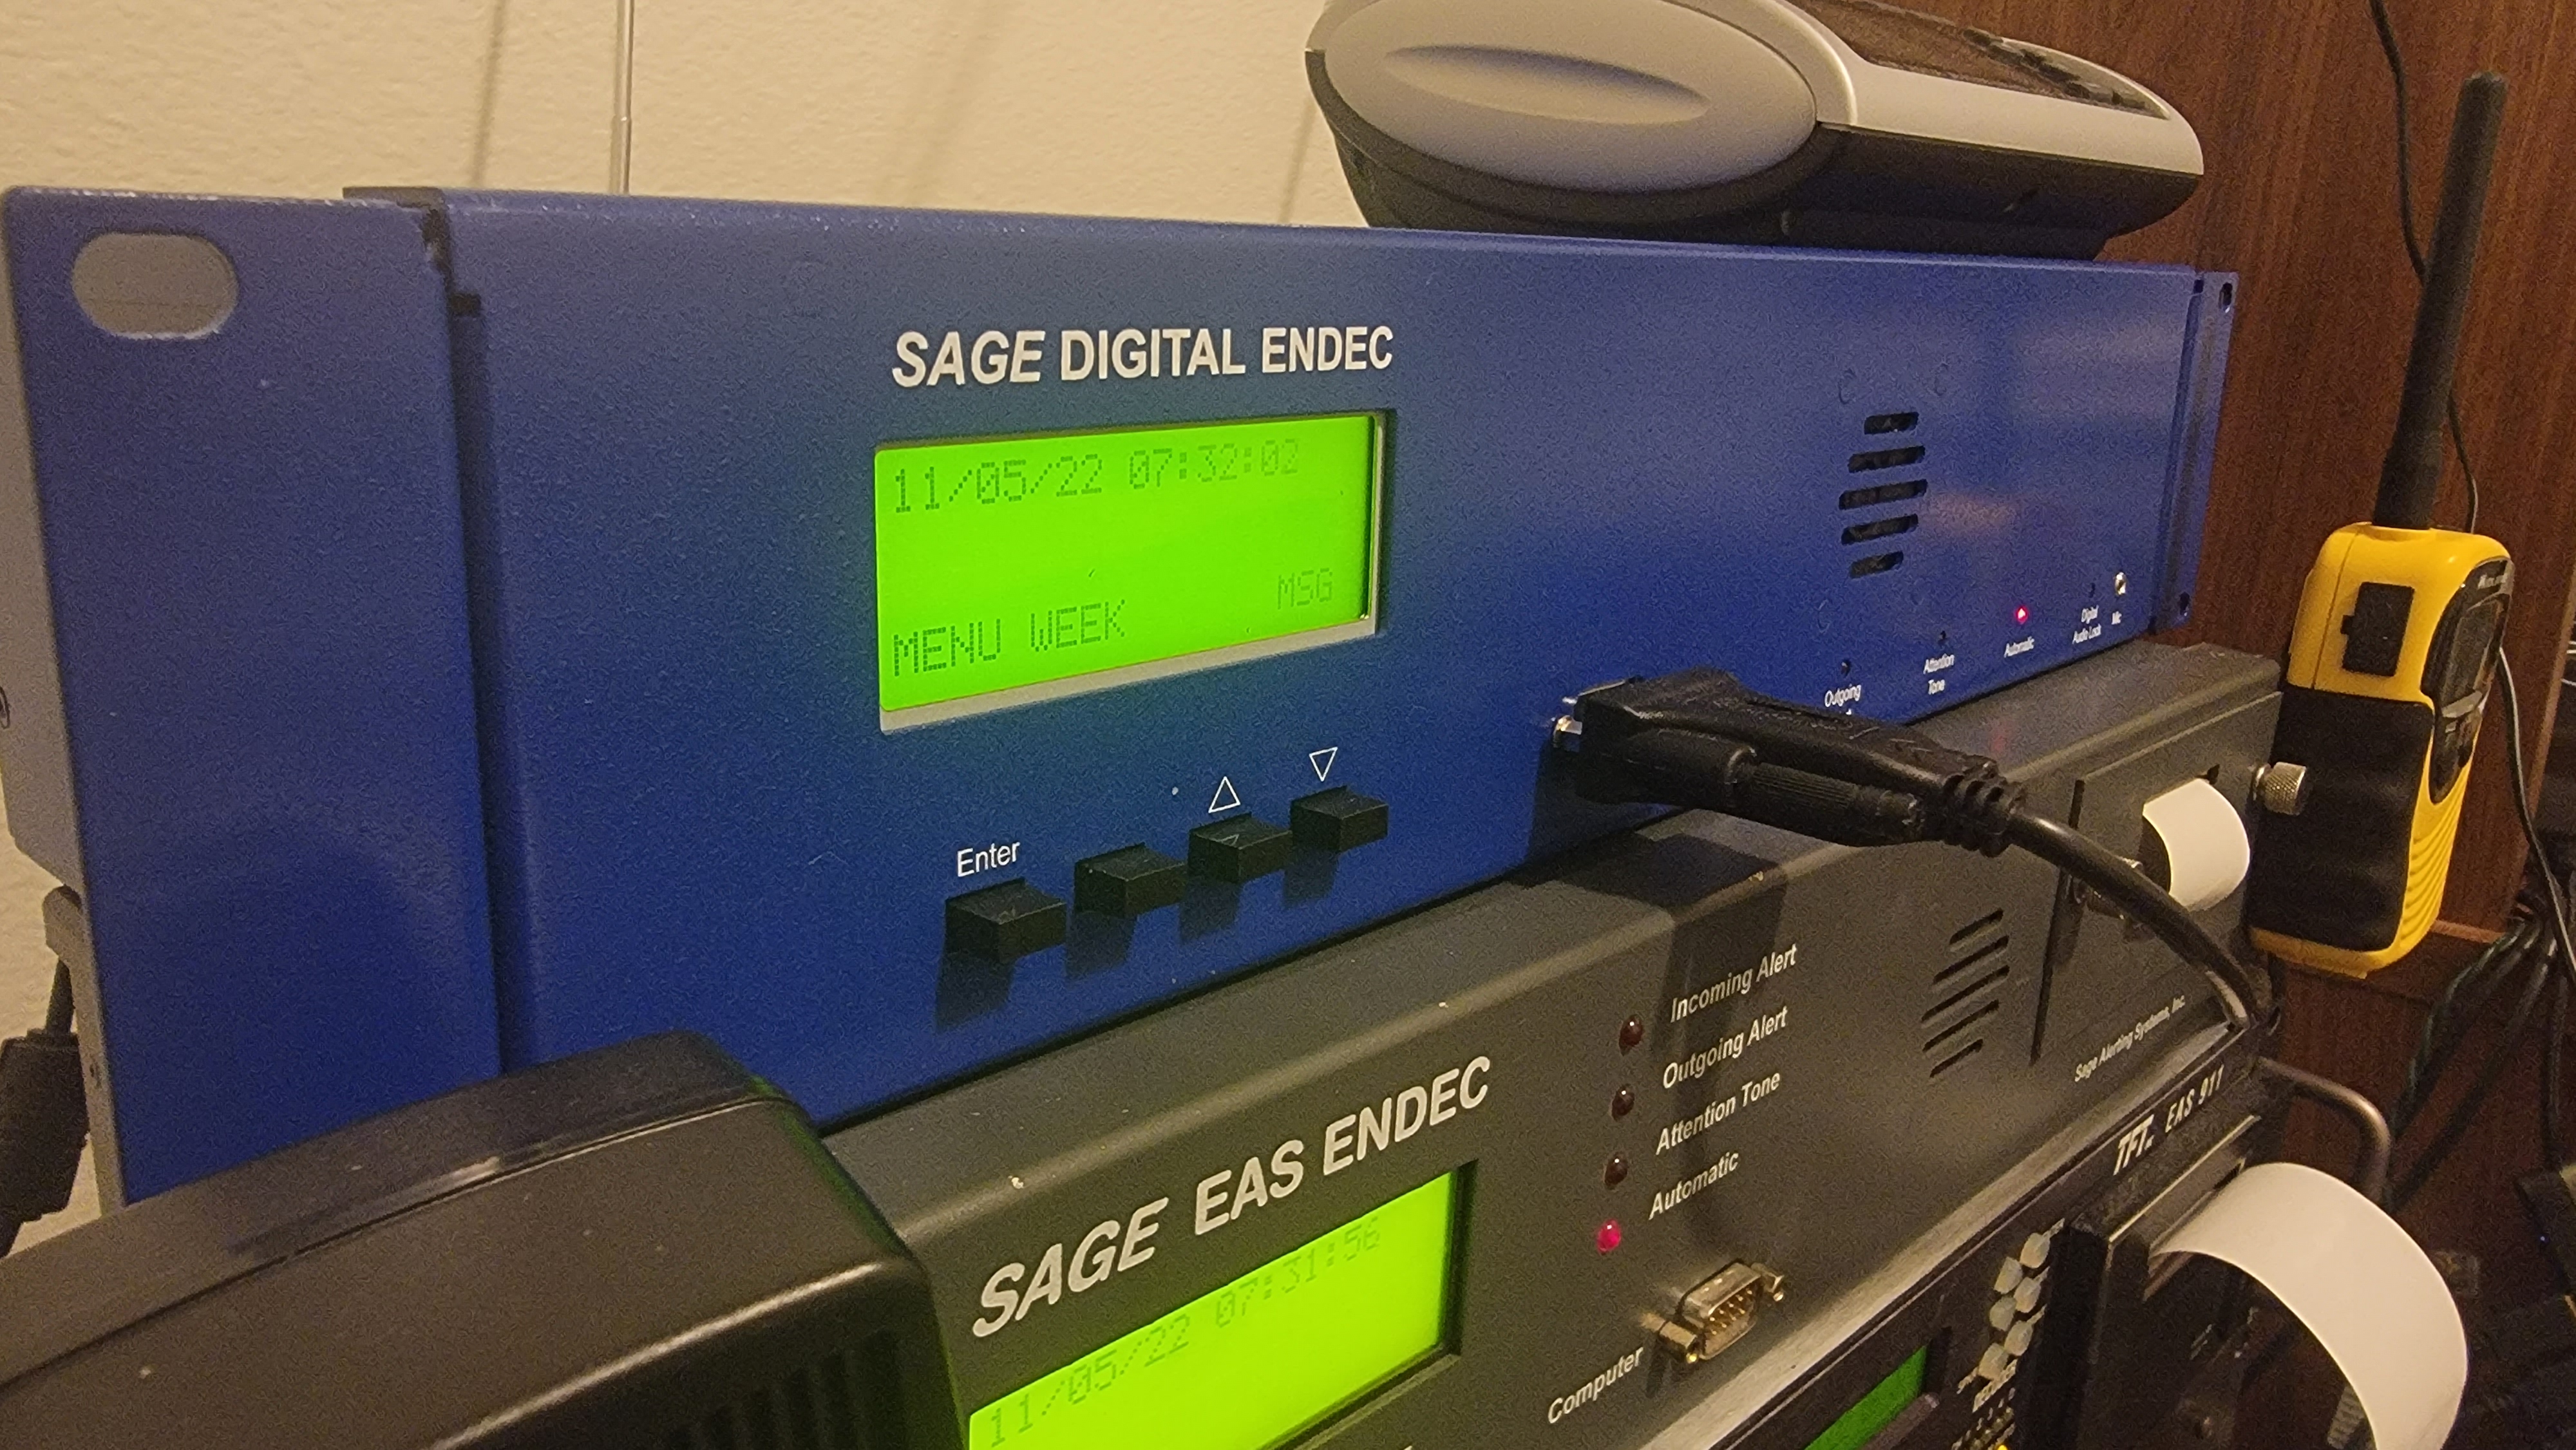 SAGE DIGITAL ENDEC
11/05/22 07:32:02
MENU WEEK MSG
Enter
Outgoing
Attention
Tone
Automatic
Digital
Audio Lock
Mic
SAGE EAS ENDEC
11/05/22 07:31:56
Incoming Alert
Outgoing Alert
Attention Tone
Automatic
Computer
Sage Alerting Systems, Inc.
TFT EAS 911
DECODER